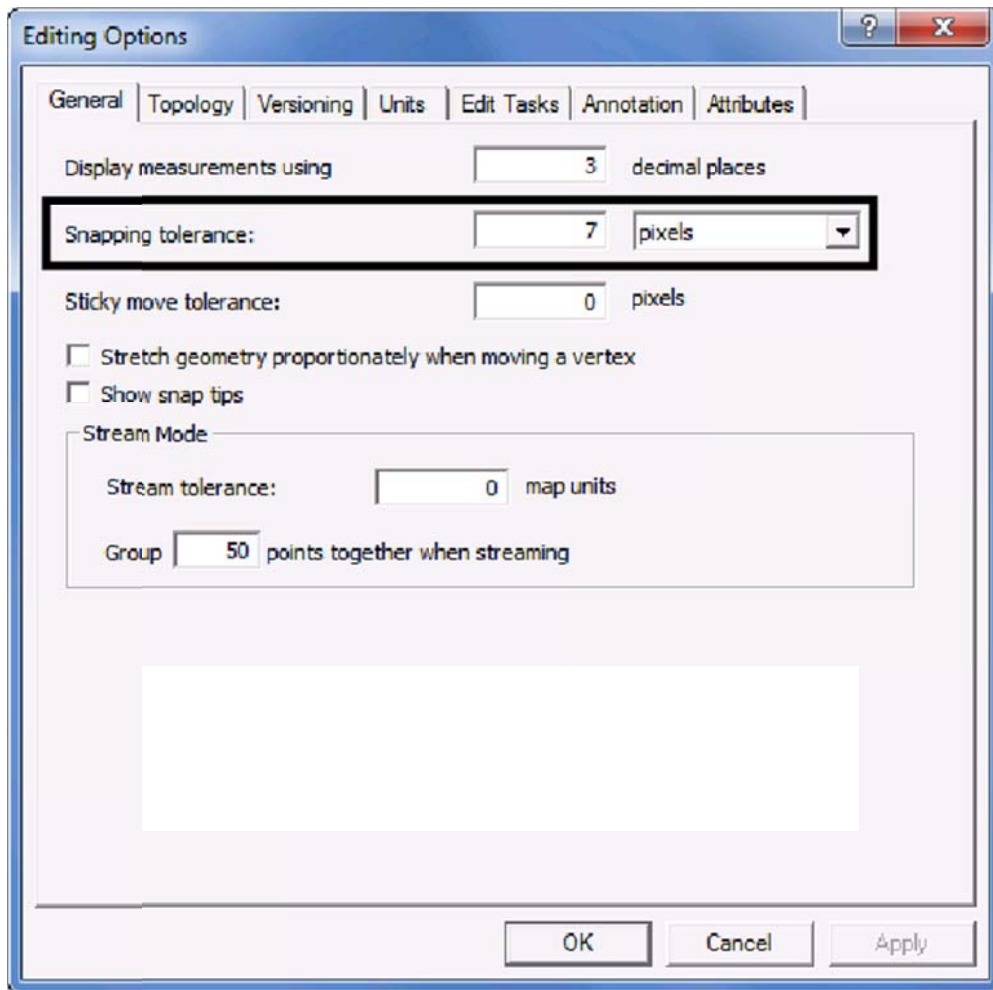 Editing Options
?
X
General Topology Versioning Units Edit Tasks Annotation Attributes
Display measurements using 3 decimal places
Snapping tolerance: 7 pixels
Sticky move tolerance: 0 pixels
Stretch geometry proportionately when moving a vertex
Show snap tips
Stream Mode
Stream tolerance: 0 map units
Group 50 points together when streaming
OK Cancel Apply